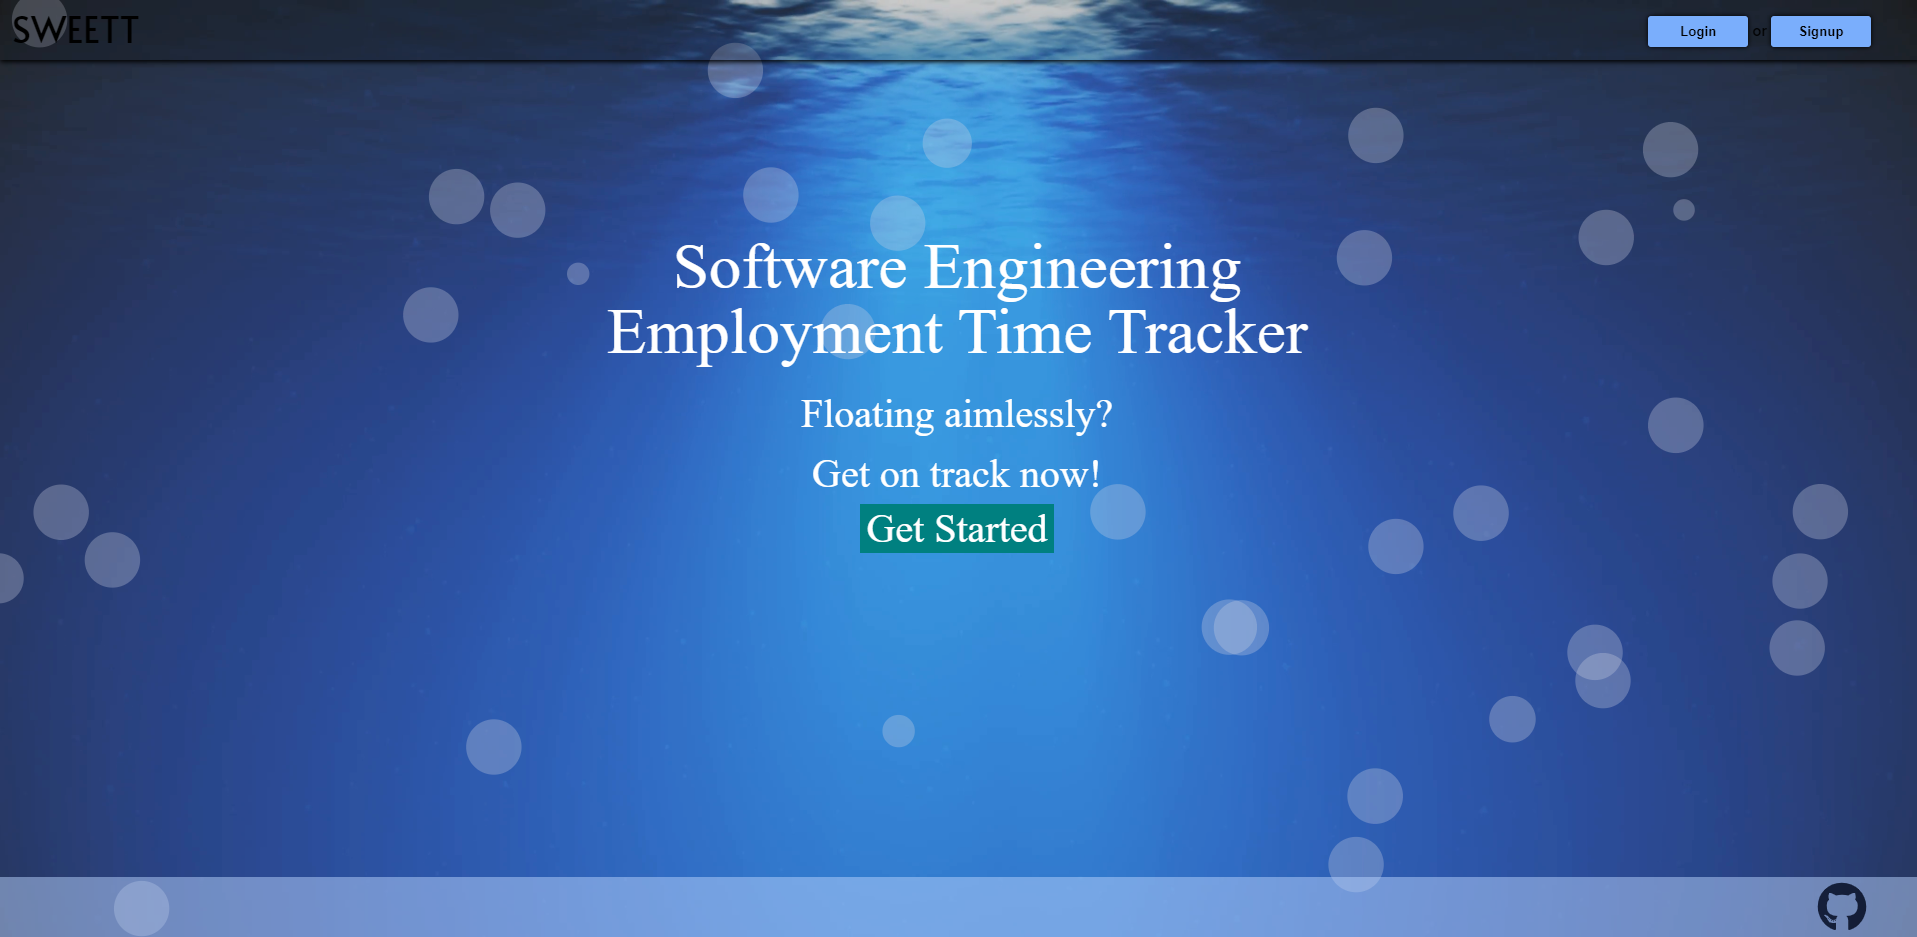 SWEETT
Login or Signup
Software Engineering
Employment Time Tracker
Floating aimlessly?
Get on track now!
Get Started